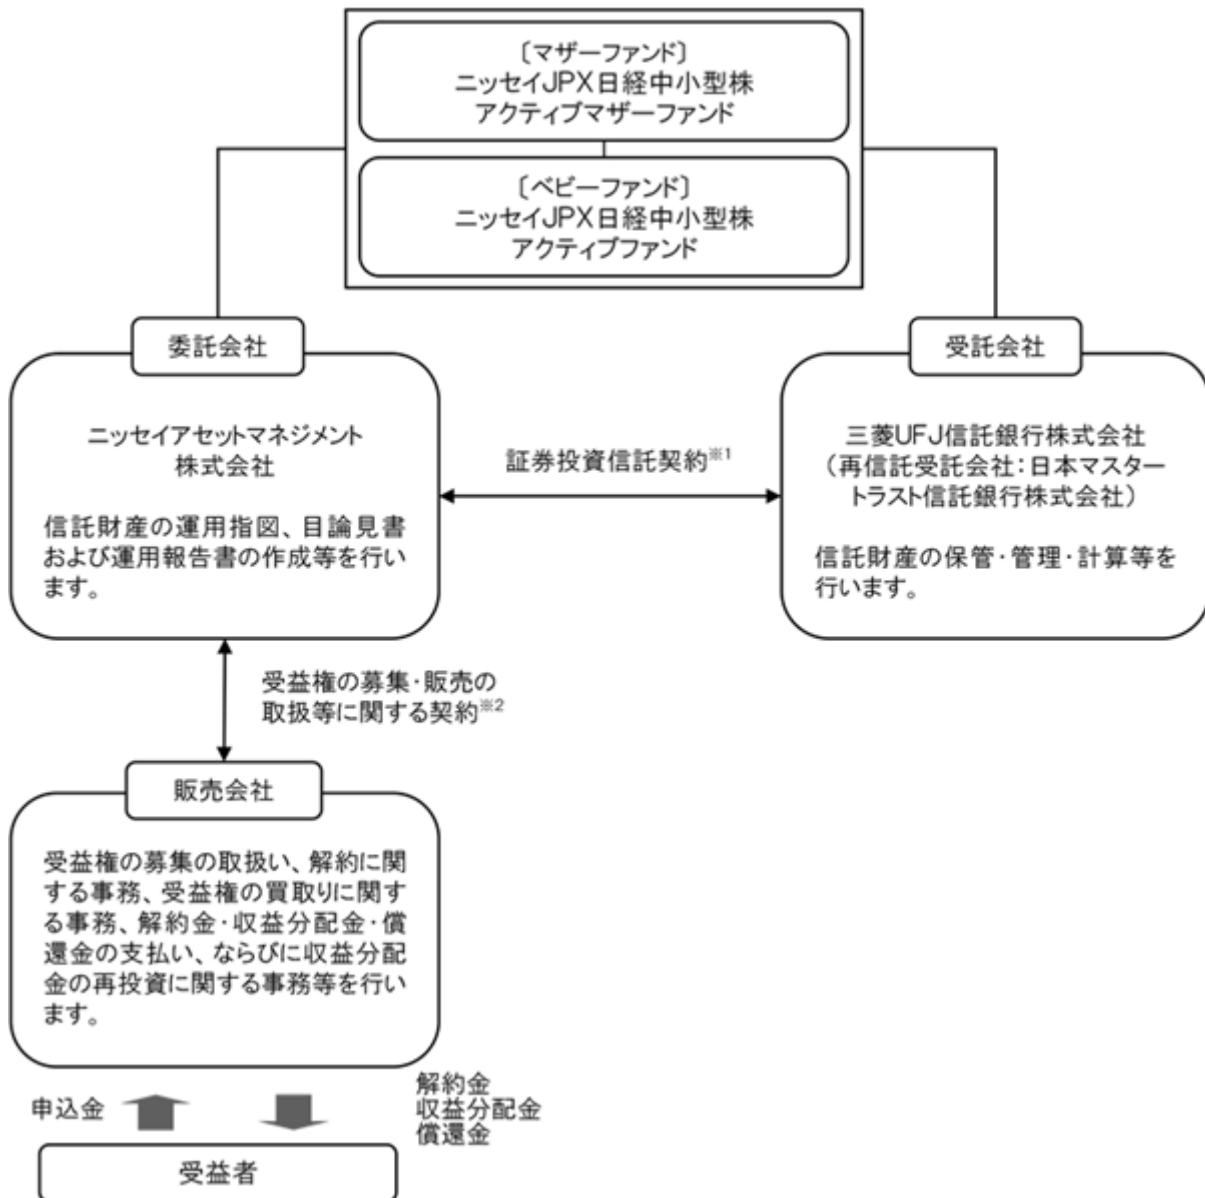 〔マザーファンド〕
ニッセイJPX日経中小型株
アクティブマザーファンド
〔ベビーファンド〕
ニッセイJPX日経中小型株
アクティブファンド
委託会社
ニッセイアセットマネジメント
株式会社
信託財産の運用指図、目論見書
および運用報告書の作成等を行い
ます。
証券投資信託契約※1
受託会社
三菱UFJ信託銀行株式会社
（再信託受託会社：日本マスター
トラスト信託銀行株式会社）
信託財産の保管・管理・計算等を
行います。
受益権の募集・販売の
取扱等に関する契約※2
販売会社
受益権の募集の取扱い、解約に関
する事務、受益権の買取りに関す
る事務、解約金・収益分配金・償
還金の支払い、ならびに収益分配
金の再投資に関する事務等を行い
ます。
申込金
解約金
収益分配金
償還金
受益者